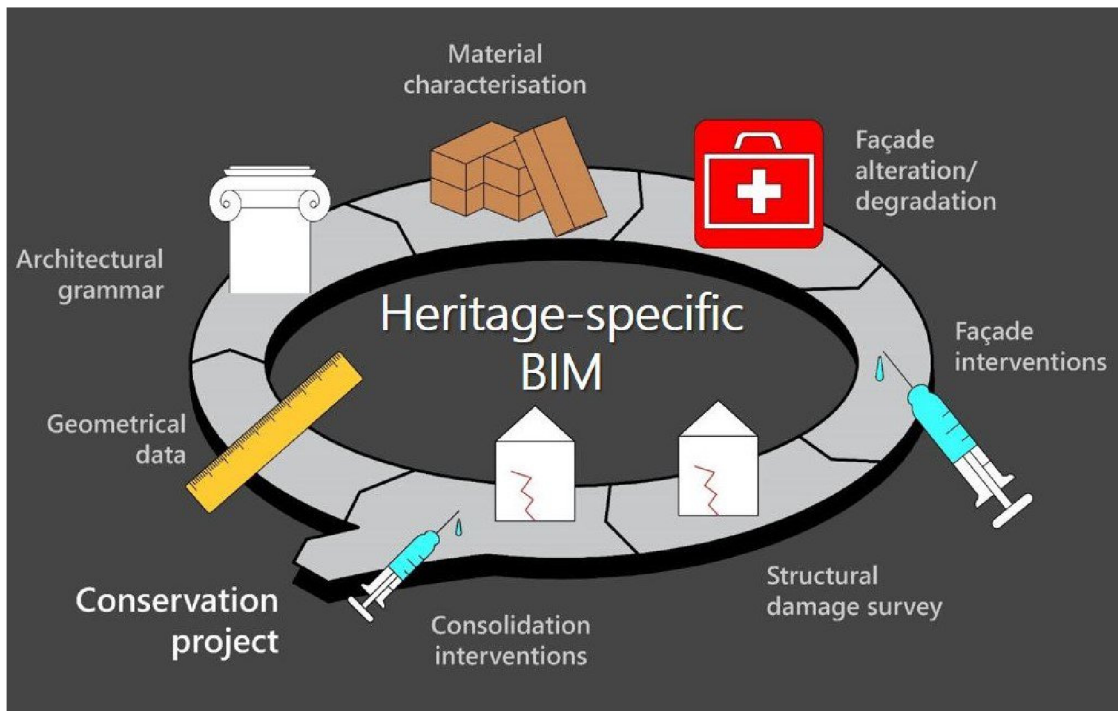 Material
characterisation
Façade
alteration/
degradation
Architectural
grammar
Heritage-specific
BIM
Façade
interventions
Geometrical
data
Structural
damage survey
Conservation
project
Consolidation
interventions